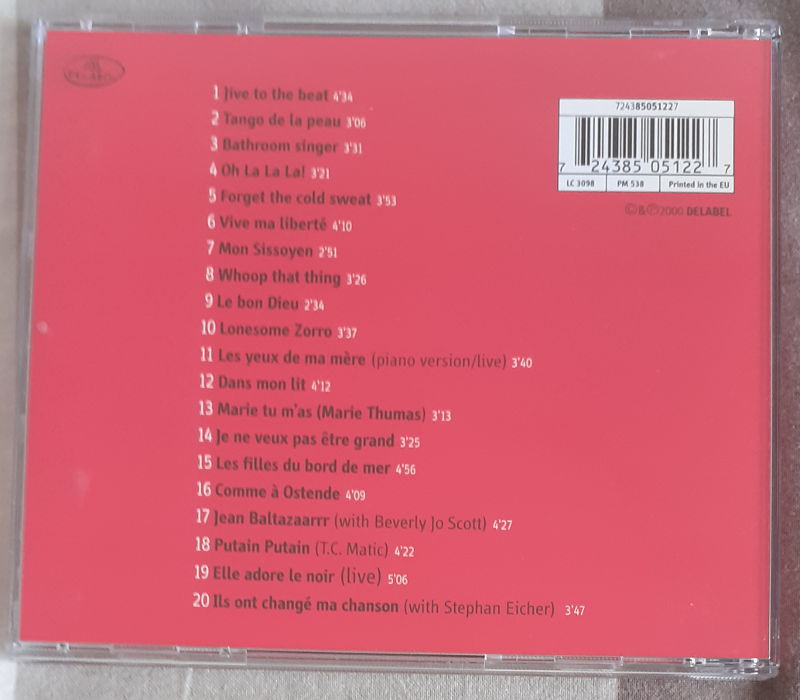 1 Jive to the beat 4'34
2 Tango de la peau 3'06
3 Bathroom singer 3'31
4 Oh La La La! 3'21
5 Forget the cold sweat 3'53
6 Vive ma liberté 4'10
7 Mon Sissoyen 2'51
8 Whoop that thing 3'26
9 Le bon Dieu 2'34
10 Lonesome Zorro 3'37
11 Les yeux de ma mère (piano version/live) 3'40
12 Dans mon lit 4'12
13 Marie tu m'as (Marie Thumas) 3'13
14 Je ne veux pas être grand 3'25
15 Les filles du bord de mer 4'56
16 Comme à Ostende 4'09
17 Jean Baltazaarrr (with Beverly Jo Scott) 4'27
18 Putain Putain (T.C. Matic) 4'22
19 Elle adore le noir (live) 5'06
20 Ils ont changé ma chanson (with Stephan Eicher) 3'47
724385051227
7 24385 05122 7
LC 3098 PM 538 Printed in the EU
©&℗2000 DELABEL